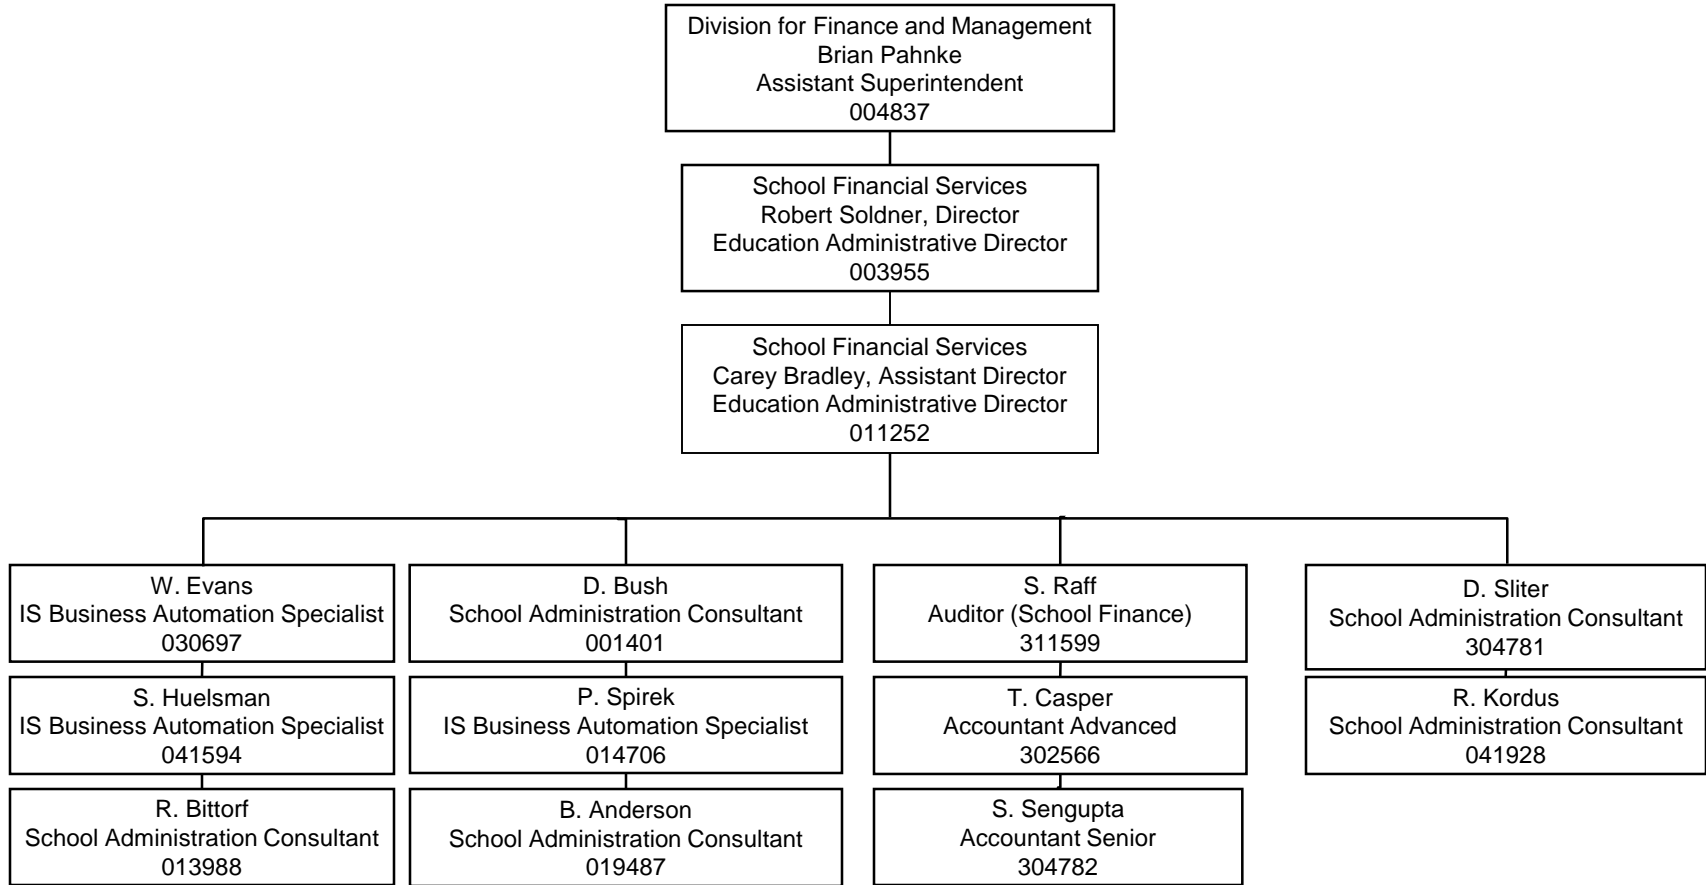 Division for Finance and Management
Brian Pahnke
Assistant Superintendent
004837
School Financial Services
Robert Soldner, Director
Education Administrative Director
003955
School Financial Services
Carey Bradley, Assistant Director
Education Administrative Director
011252
W. Evans
IS Business Automation Specialist
030697
S. Huelsman
IS Business Automation Specialist
041594
R. Bittorf
School Administration Consultant
013988
D. Bush
School Administration Consultant
001401
P. Spirek
IS Business Automation Specialist
014706
B. Anderson
School Administration Consultant
019487
S. Raff
Auditor (School Finance)
311599
T. Casper
Accountant Advanced
302566
S. Sengupta
Accountant Senior
304782
D. Sliter
School Administration Consultant
304781
R. Kordus
School Administration Consultant
041928